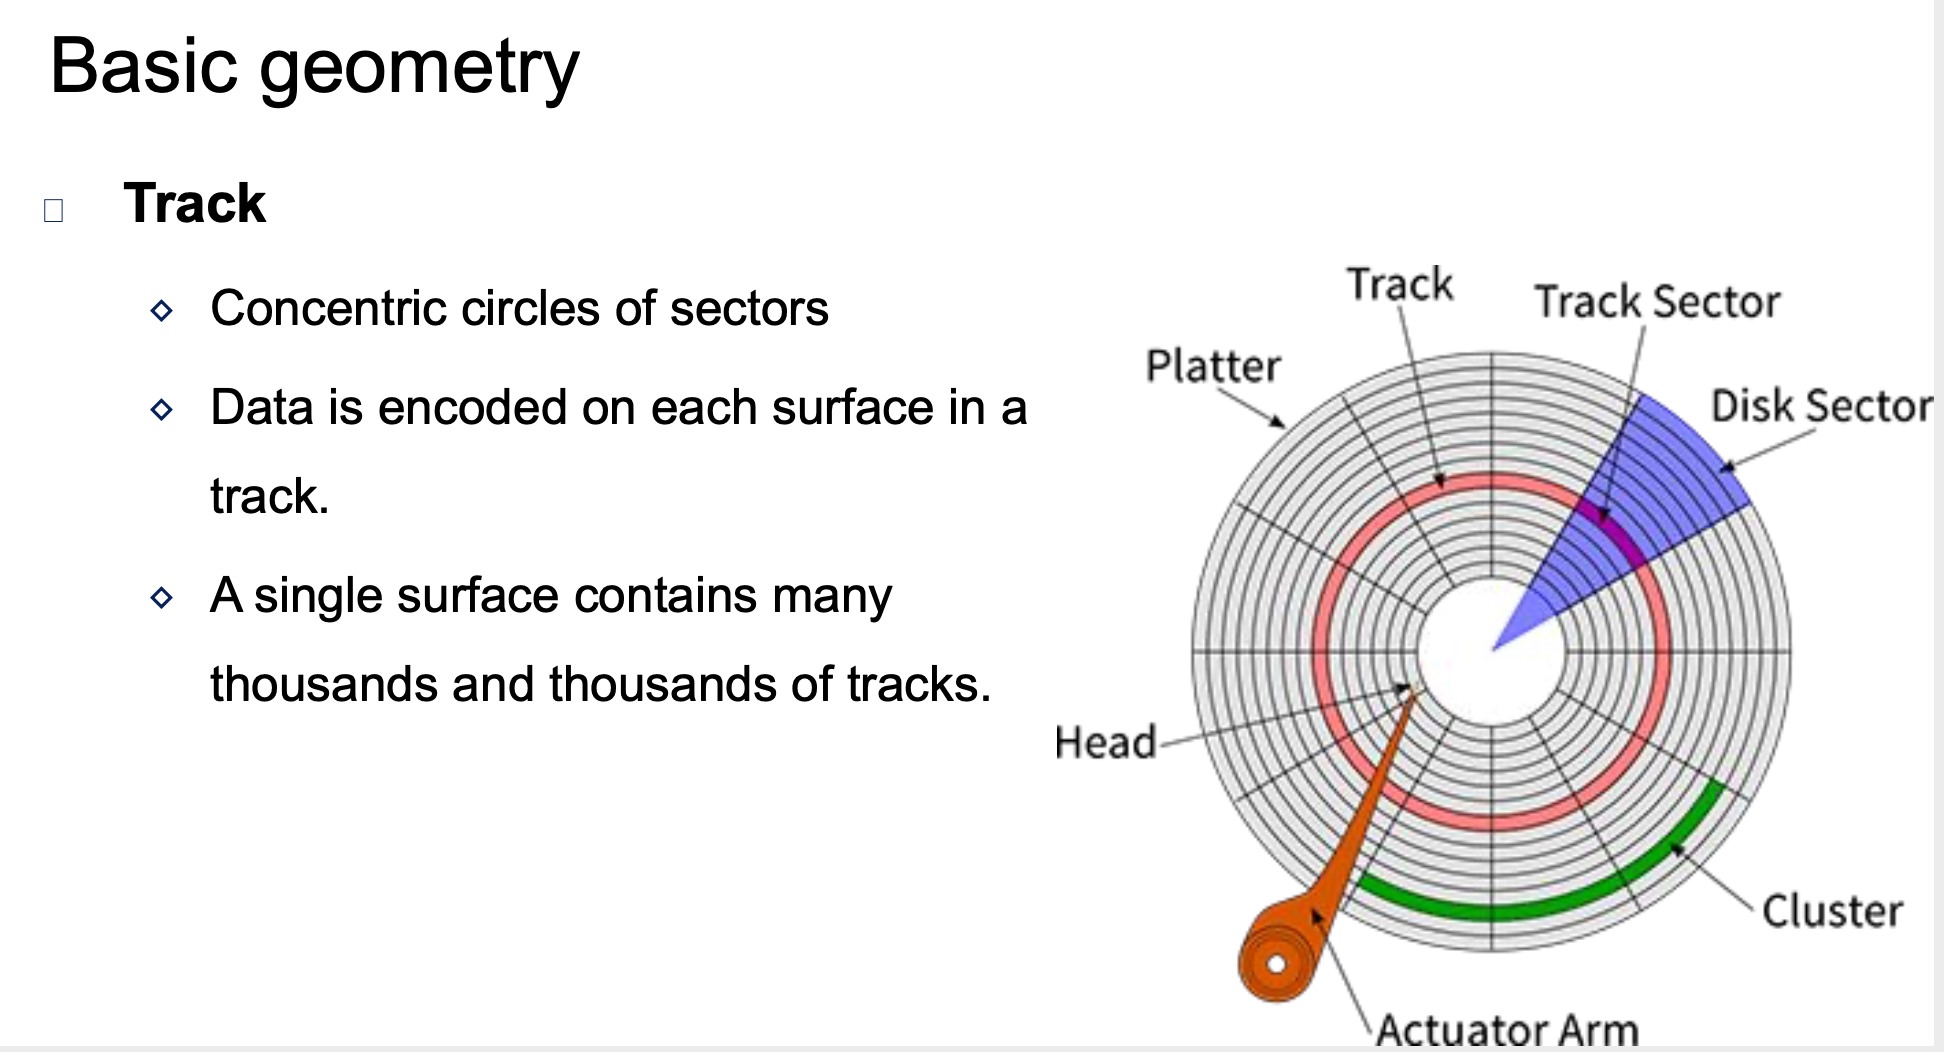 Basic geometry
Track
Concentric circles of sectors
Data is encoded on each surface in a
track.
A single surface contains many
thousands and thousands of tracks.
Track
Track Sector
Platter
Disk Sector
Head
Cluster
Actuator Arm